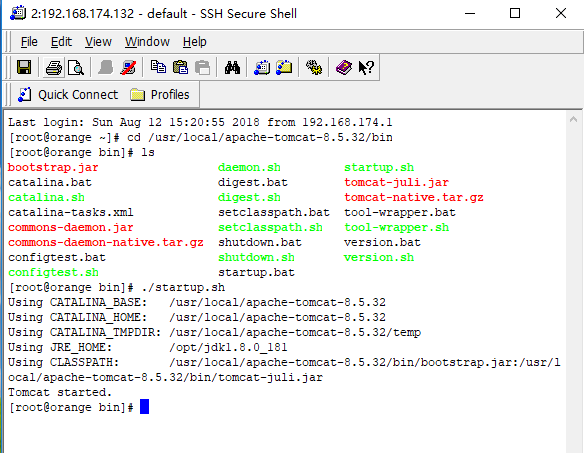 2:192.168.174.132 - default - SSH Secure Shell
File Edit View Window Help
Quick Connect Profiles
Last login: Sun Aug 12 15:20:55 2018 from 192.168.174.1
[root@orange ~]# cd /usr/local/apache-tomcat-8.5.32/bin
[root@orange bin]# ls
bootstrap.jar daemon.sh startup.sh
catalina.bat digest.bat tomcat-juli.jar
catalina.sh digest.sh tomcat-native.tar.gz
catalina-tasks.xml setclasspath.bat tool-wrapper.bat
commons-daemon.jar setclasspath.sh tool-wrapper.sh
commons-daemon-native.tar.gz shutdown.bat version.bat
configtest.bat shutdown.sh version.sh
configtest.sh startup.bat
[root@orange bin]# ./startup.sh
Using CATALINA_BASE: /usr/local/apache-tomcat-8.5.32
Using CATALINA_HOME: /usr/local/apache-tomcat-8.5.32
Using CATALINA_TMPDIR: /usr/local/apache-tomcat-8.5.32/temp
Using JRE_HOME: /opt/jdk1.8.0_181
Using CLASSPATH: /usr/local/apache-tomcat-8.5.32/bin/bootstrap.jar:/usr/l
ocal/apache-tomcat-8.5.32/bin/tomcat-juli.jar
Tomcat started.
[root@orange bin]#